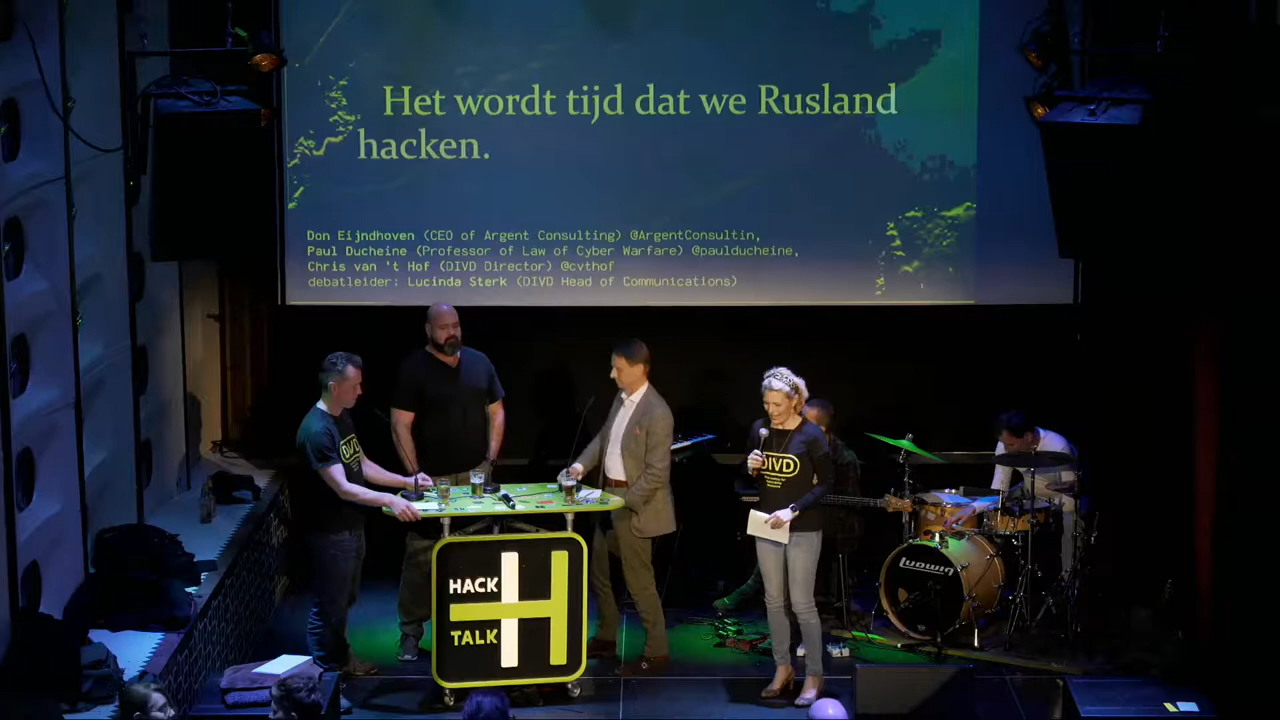 Het wordt tijd dat we Rusland
hacken.
Don Eijndhoven (CEO of Argent Consulting) @ArgentConsultin,
Paul Ducheine (Professor of Law of Cyber Warfare) @paulducheine,
Chris van 't Hof (DIVD Director) @cvthof
debatleider: Lucinda Sterk (DIVD Head of Communications)
DIVD
DIVD
HACK
TALK
H
Ludwig